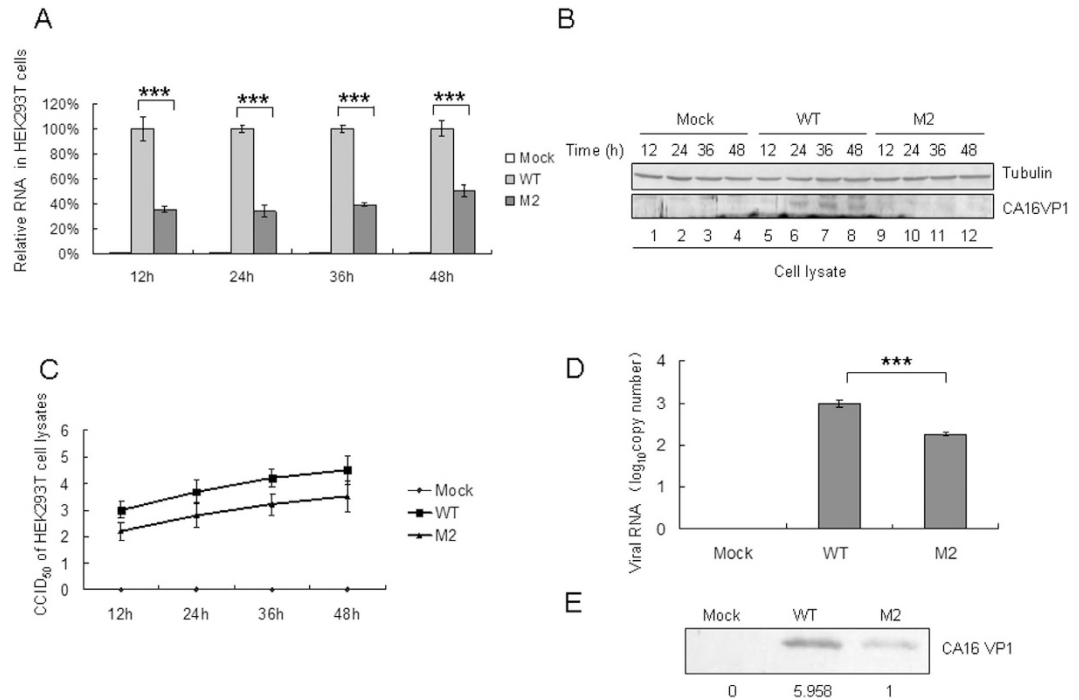 A
Relative RNA in HEK293T cells
120%
100%
80%
60%
40%
20%
0%
*** *** *** ***
12h 24h 36h 48h
Mock
WT
M2
B
Mock WT M2
Time (h) 12 24 36 48 12 24 36 48 12 24 36 48
Tubulin
CA16VP1
1 2 3 4 5 6 7 8 9 10 11 12
Cell lysate
C
CCID50 of HEK293T cell lysates
6
5
4
3
2
1
0
12h 24h 36h 48h
Mock
WT
M2
D
Viral RNA (log10copy number)
4
3
2
1
0
***
Mock WT M2
E
Mock WT M2
CA16 VP1
0 5.958 1